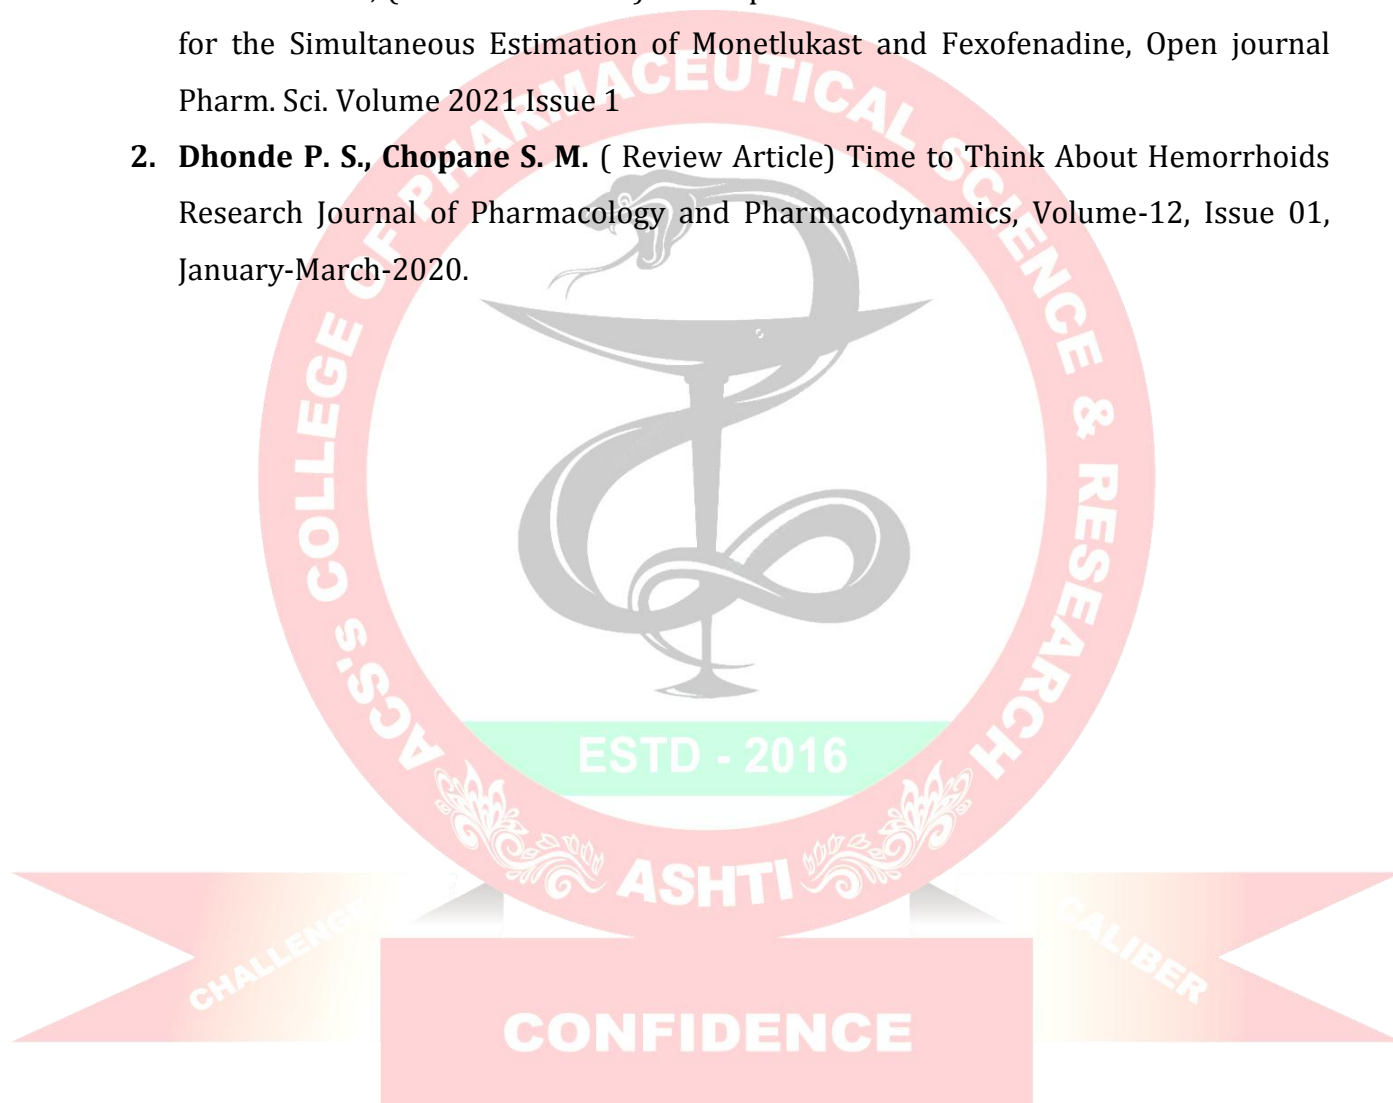 for the Simultaneous Estimation of Monetlukast and Fexofenadine, Open journal
Pharm. Sci. Volume 2021 Issue 1
2. Dhonde P. S., Chopane S. M. ( Review Article) Time to Think About Hemorrhoids
Research Journal of Pharmacology and Pharmacodynamics, Volume-12, Issue 01,
January-March-2020.
ACS's COLLEGE OF PHARMACEUTICAL SCIENCE & RESEARCH
ESTD - 2016
ASHTI
CHALLENGE
CALIBER
CONFIDENCE